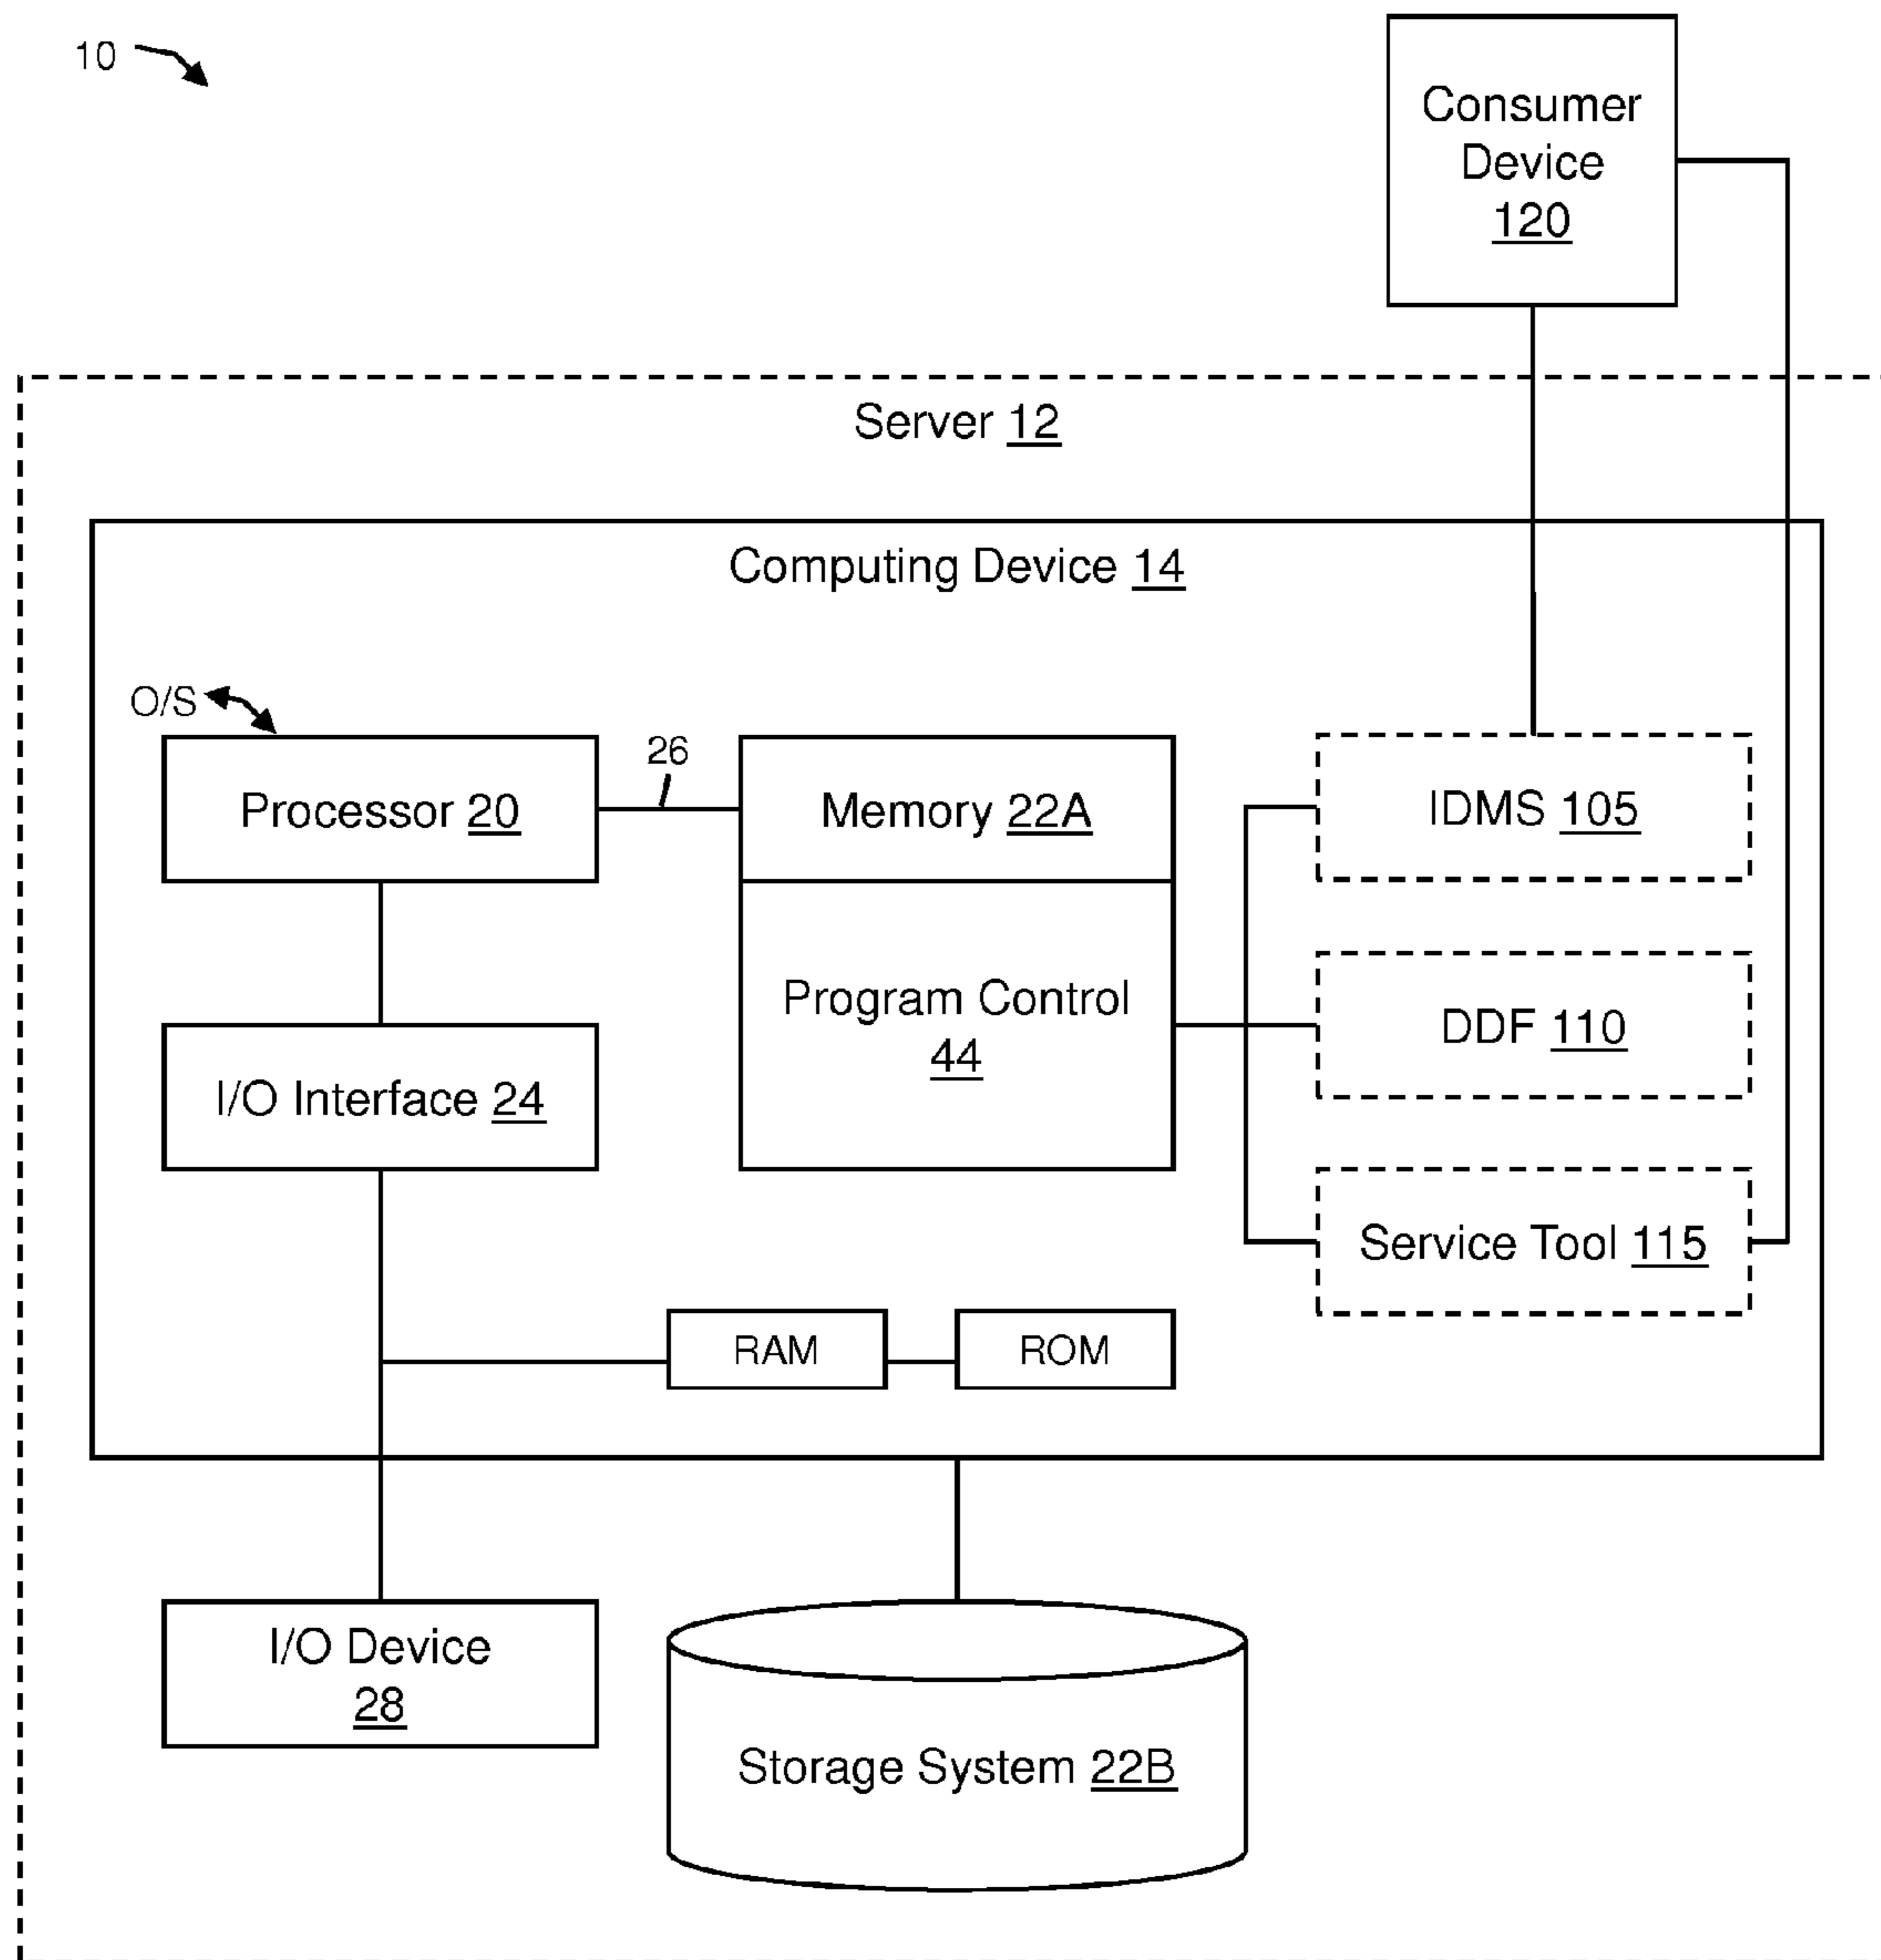 10
Consumer
Device
120
Server 12
Computing Device 14
O/S
26
Processor 20
Memory 22A
IDMS 105
Program Control
44
DDF 110
I/O Interface 24
Service Tool 115
RAM
ROM
I/O Device
28
Storage System 22B